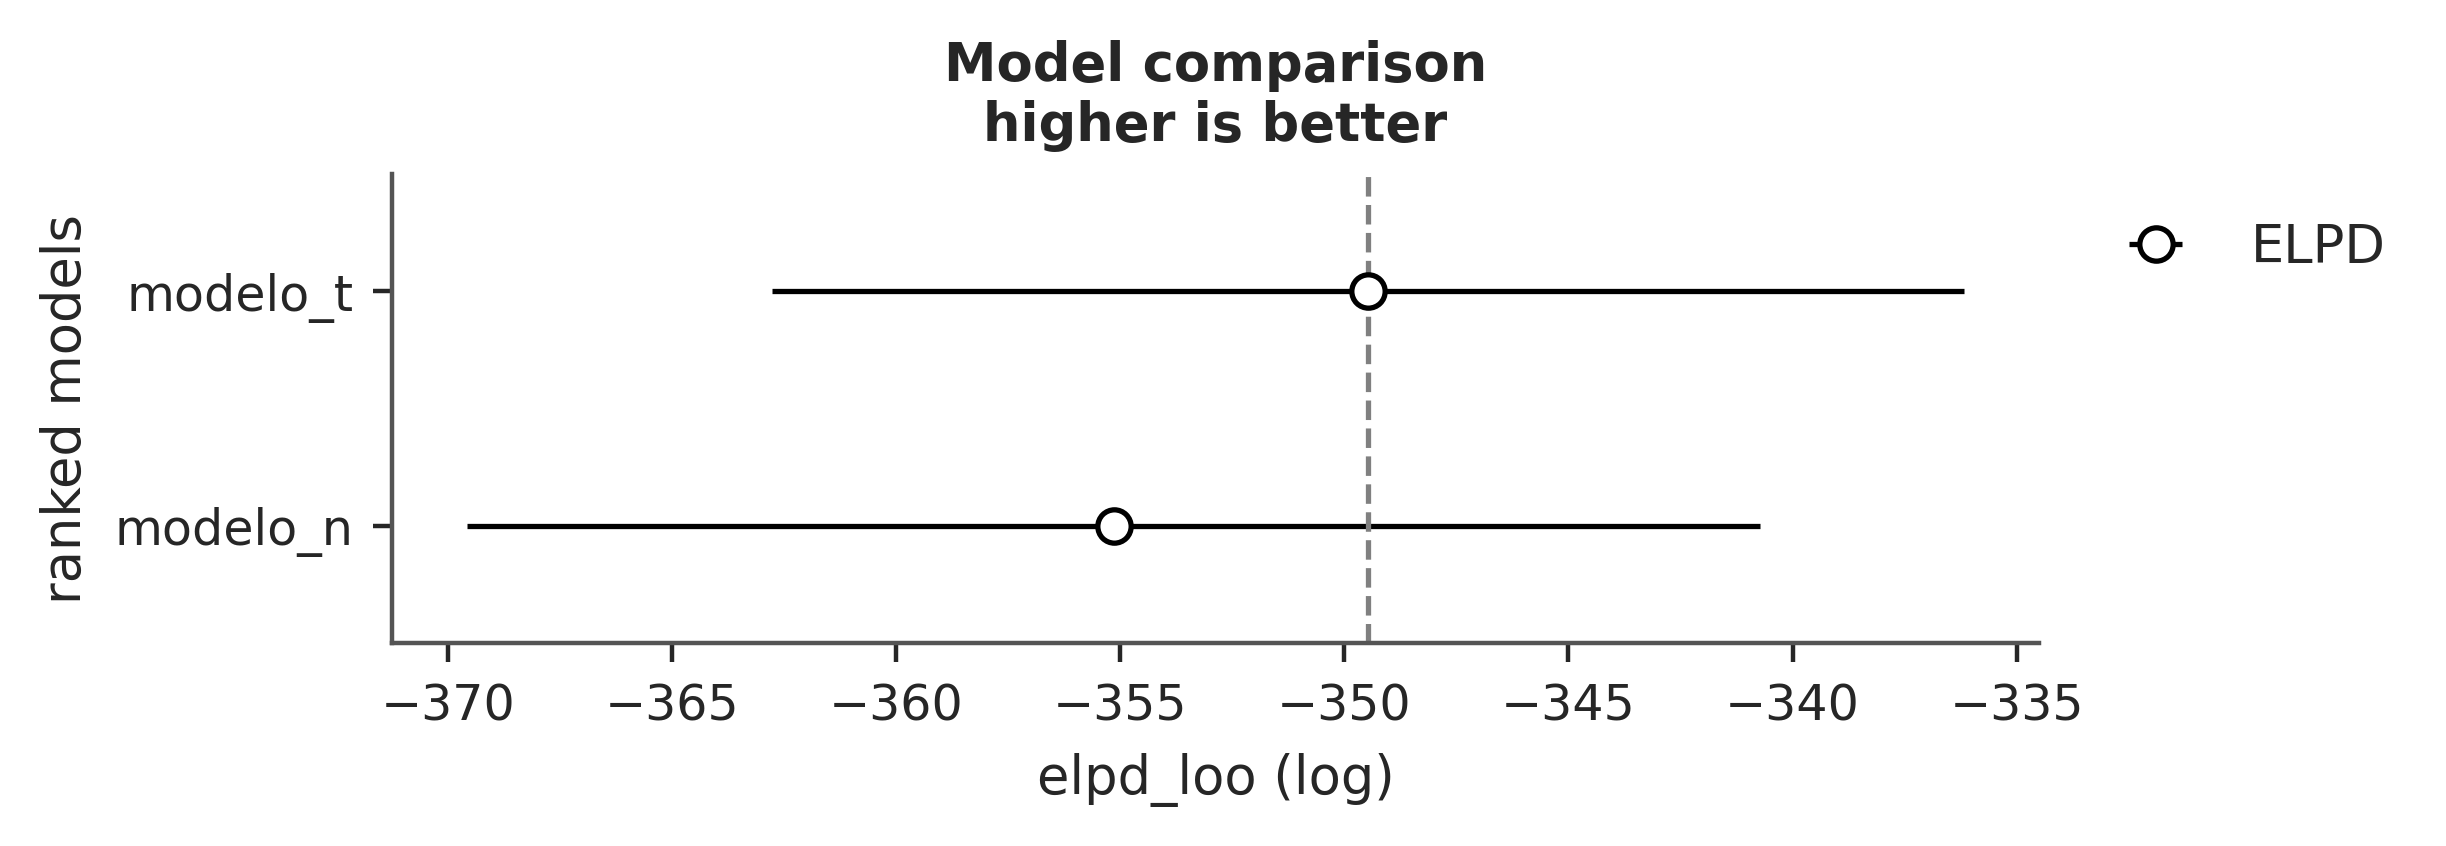 Model comparison
higher is better
ranked models
modelo_t
modelo_n
ELPD
−370
−365
−360
−355
−350
−345
−340
−335
elpd_loo (log)